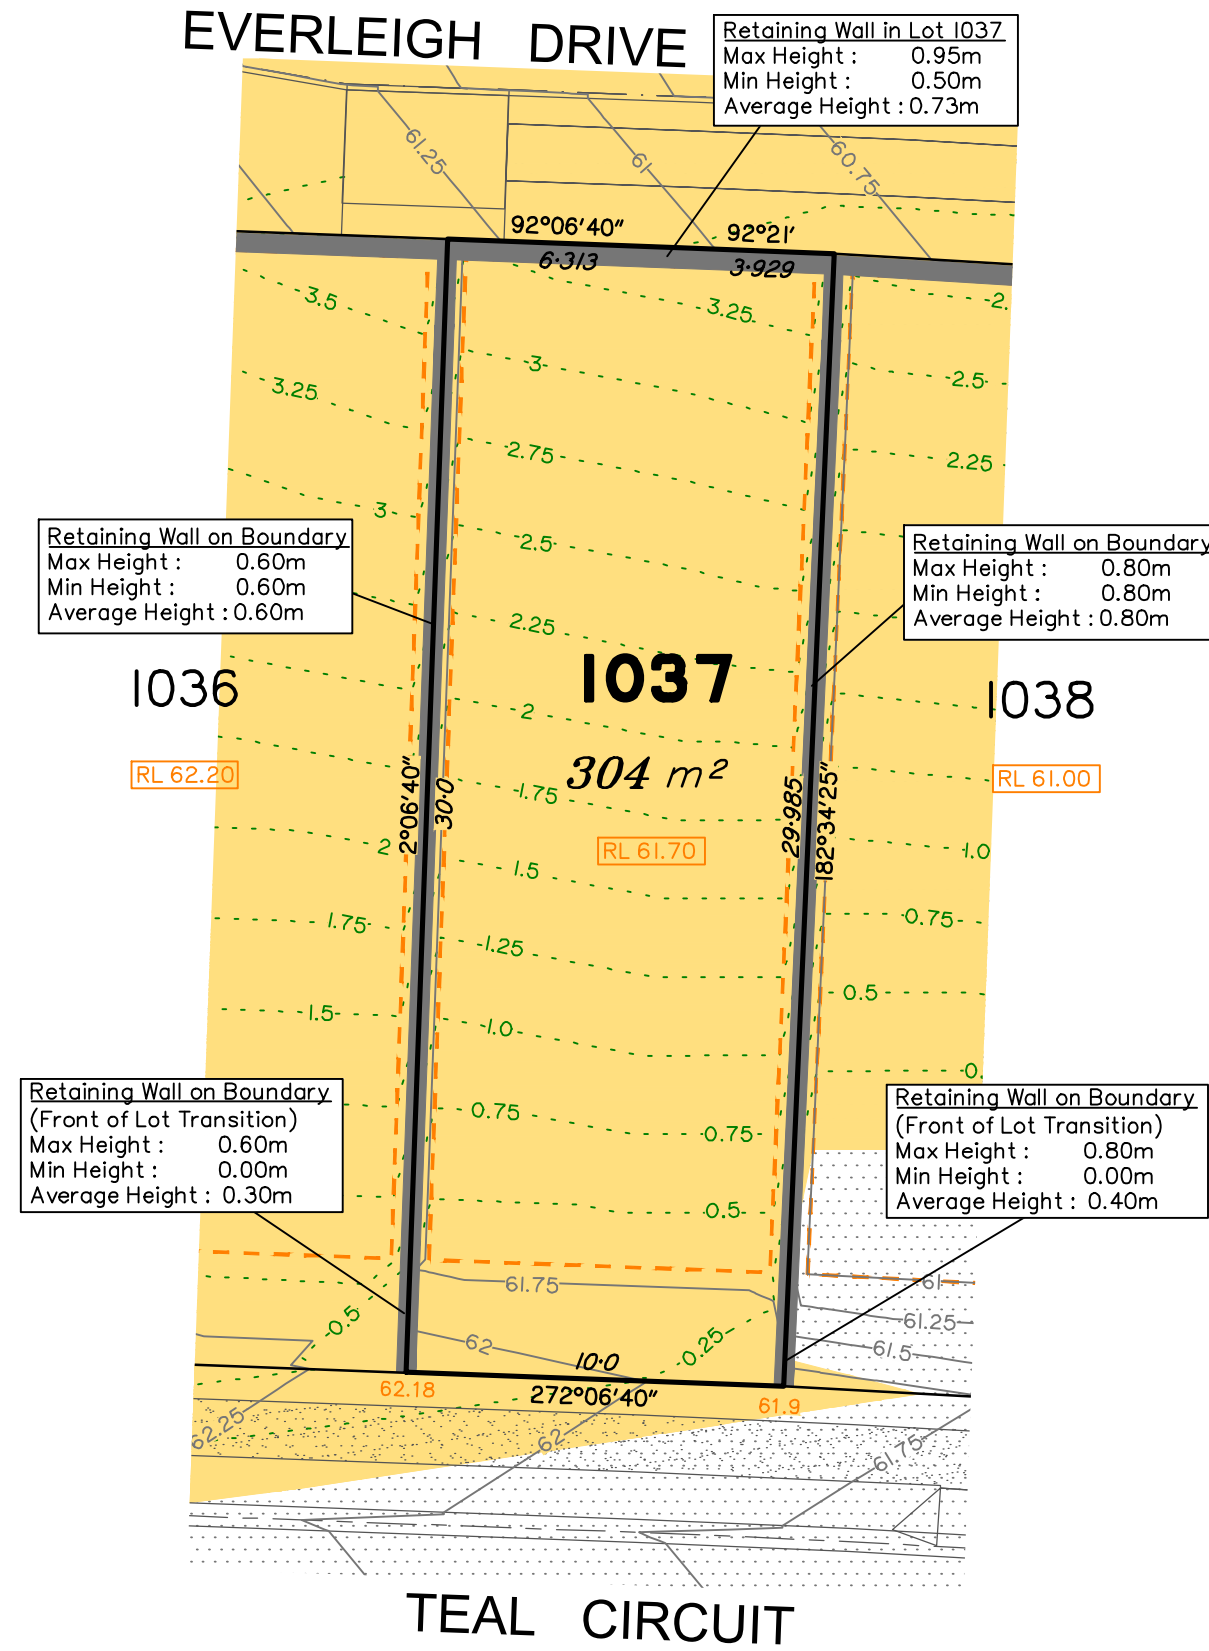 EVERLEIGH DRIVE
Retaining Wall in Lot 1037
Max Height : 0.95m
Min Height : 0.50m
Average Height : 0.73m
61.25
61
60.75
92°06'40"
92°21'
6·313
3·929
3.5
3.25
2.
3
2.5
3.25
2.75
2.25
3
2.5
Retaining Wall on Boundary
Max Height : 0.60m
Min Height : 0.60m
Average Height : 0.60m
Retaining Wall on Boundary
Max Height : 0.80m
Min Height : 0.80m
Average Height : 0.80m
2.25
1036
1037
1038
2
304 m²
RL 62.20
RL 61.00
1.75
2°06'40"
30·0
29·985
182°34'25"
RL 61.70
2
1.0
1.5
1.75
0.75
1.25
0.5
1.5
1.0
0.
Retaining Wall on Boundary
(Front of Lot Transition)
Max Height : 0.60m
Min Height : 0.00m
Average Height : 0.30m
0.75
0.75
Retaining Wall on Boundary
(Front of Lot Transition)
Max Height : 0.80m
Min Height : 0.00m
Average Height : 0.40m
0.5
61.75
61
0.5
61.25
62
0.25
61.5
10·0
62.18
272°06'40"
61.9
62.25
62
61.75
TEAL CIRCUIT